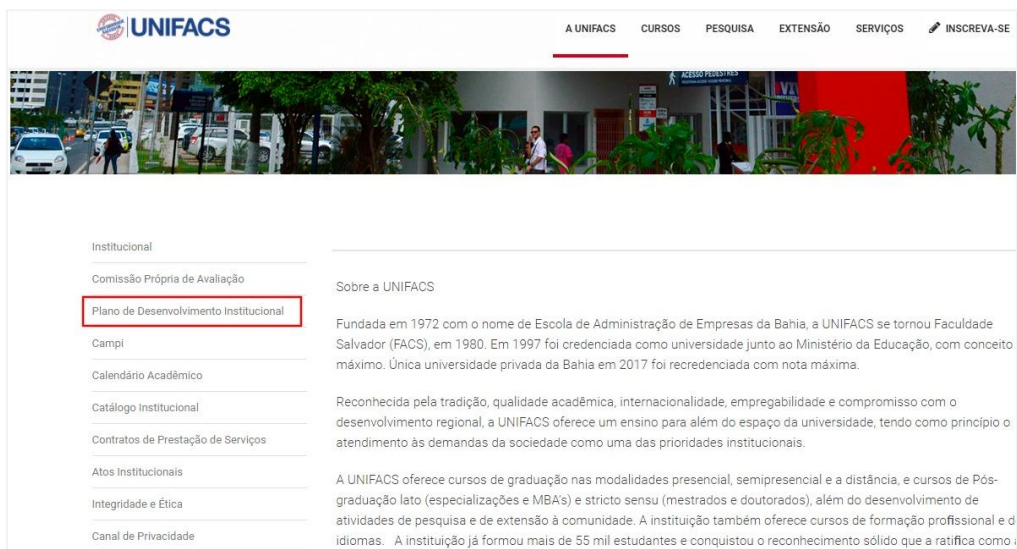 UNIFACS
A UNIFACS CURSOS PESQUISA EXTENSÃO SERVIÇOS INSCREVA-SE
ACESSO PEDESTRES
Institucional
Comissão Própria de Avaliação
Plano de Desenvolvimento Institucional
Campi
Calendário Acadêmico
Catálogo Institucional
Contratos de Prestação de Serviços
Atos Institucionais
Integridade e Ética
Canal de Privacidade
Sobre a UNIFACS
Fundada em 1972 com o nome de Escola de Administração de Empresas da Bahia, a UNIFACS se tornou Faculdade
Salvador (FACS), em 1980. Em 1997 foi credenciada como universidade junto ao Ministério da Educação, com conceito
máximo. Única universidade privada da Bahia em 2017 foi recredenciada com nota máxima.
Reconhecida pela tradição, qualidade acadêmica, internacionalidade, empregabilidade e compromisso com o
desenvolvimento regional, a UNIFACS oferece um ensino para além do espaço da universidade, tendo como princípio o
atendimento às demandas da sociedade como uma das prioridades institucionais.
A UNIFACS oferece cursos de graduação nas modalidades presencial, semipresencial e a distância, e cursos de Pós-
graduação lato (especializações e MBA's) e stricto sensu (mestrados e doutorados), além do desenvolvimento de
atividades de pesquisa e de extensão à comunidade. A instituição também oferece cursos de formação profissional e d
idiomas. A instituição já formou mais de 55 mil estudantes e conquistou o reconhecimento sólido que a ratifica como